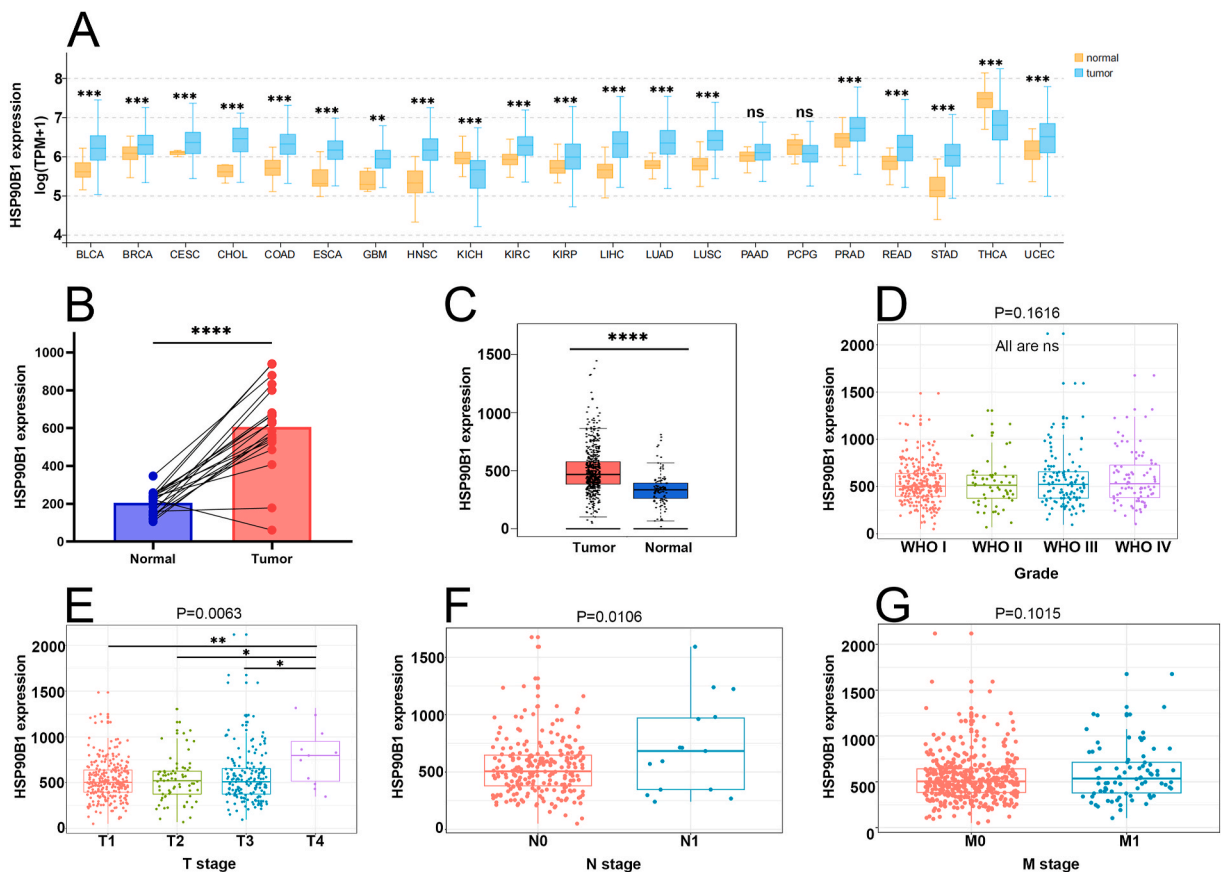 A
HSP90B1 expression
log(TPM+1)
8
7
6
5
4
*** *** *** *** *** *** ** *** *** *** *** *** *** *** ns ns *** *** *** *** ***
normal
tumor
BLCA BRCA CESC CHOL COAD ESCA GBM HNSC KICH KIRC KIRP LIHC LUAD LUSC PAAD PCPG PRAD READ STAD THCA UCEC
B
****
HSP90B1 expression
1000
800
600
400
200
0
Normal Tumor
C
****
HSP90B1 expression
1500
1000
500
0
Tumor Normal
D
P=0.1616
All are ns
HSP90B1 expression
2000
1500
1000
500
0
WHO I WHO II WHO III WHO IV
Grade
E
P=0.0063
**
*
*
HSP90B1 expression
2000
1500
1000
500
0
T1 T2 T3 T4
T stage
F
P=0.0106
HSP90B1 expression
1500
1000
500
0
N0 N1
N stage
G
P=0.1015
HSP90B1 expression
2000
1500
1000
500
0
M0 M1
M stage